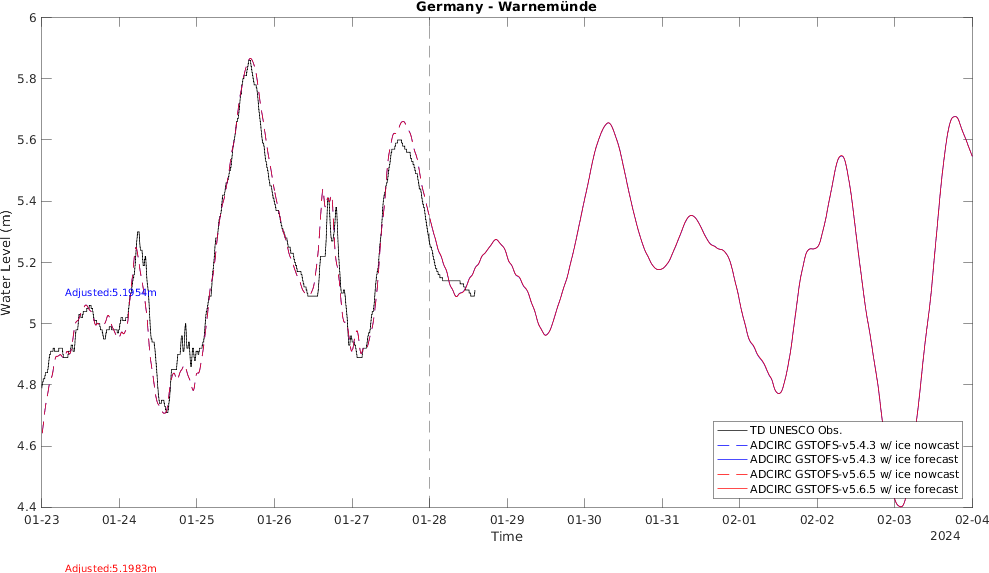 Germany - Warnemünde
6
5.8
5.6
5.4
5.2
5
4.8
4.6
4.4
Water Level (m)
Adjusted:5.1954m
TD UNESCO Obs.
ADCIRC GSTOFS-v5.4.3 w/ ice nowcast
ADCIRC GSTOFS-v5.4.3 w/ ice forecast
ADCIRC GSTOFS-v5.6.5 w/ ice nowcast
ADCIRC GSTOFS-v5.6.5 w/ ice forecast
01-23 01-24 01-25 01-26 01-27 01-28 01-29 01-30 01-31 02-01 02-02 02-03 02-04
Time
2024
Adjusted:5.1983m